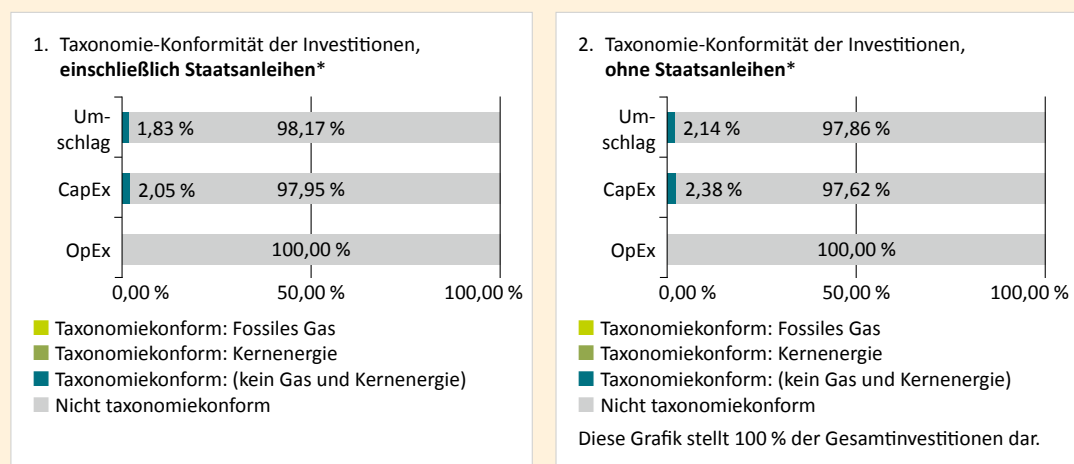 1. Taxonomie-Konformität der Investitionen,
einschließlich Staatsanleihen*
Um-
schlag
1,83 %
98,17 %
CapEx
2,05 %
97,95 %
OpEx
100,00 %
0,00 %
50,00 %
100,00 %
Taxonomiekonform: Fossiles Gas
Taxonomiekonform: Kernenergie
Taxonomiekonform: (kein Gas und Kernenergie)
Nicht taxonomiekonform
2. Taxonomie-Konformität der Investitionen,
ohne Staatsanleihen*
Um-
schlag
2,14 %
97,86 %
CapEx
2,38 %
97,62 %
OpEx
100,00 %
0,00 %
50,00 %
100,00 %
Taxonomiekonform: Fossiles Gas
Taxonomiekonform: Kernenergie
Taxonomiekonform: (kein Gas und Kernenergie)
Nicht taxonomiekonform
Diese Grafik stellt 100 % der Gesamtinvestitionen dar.